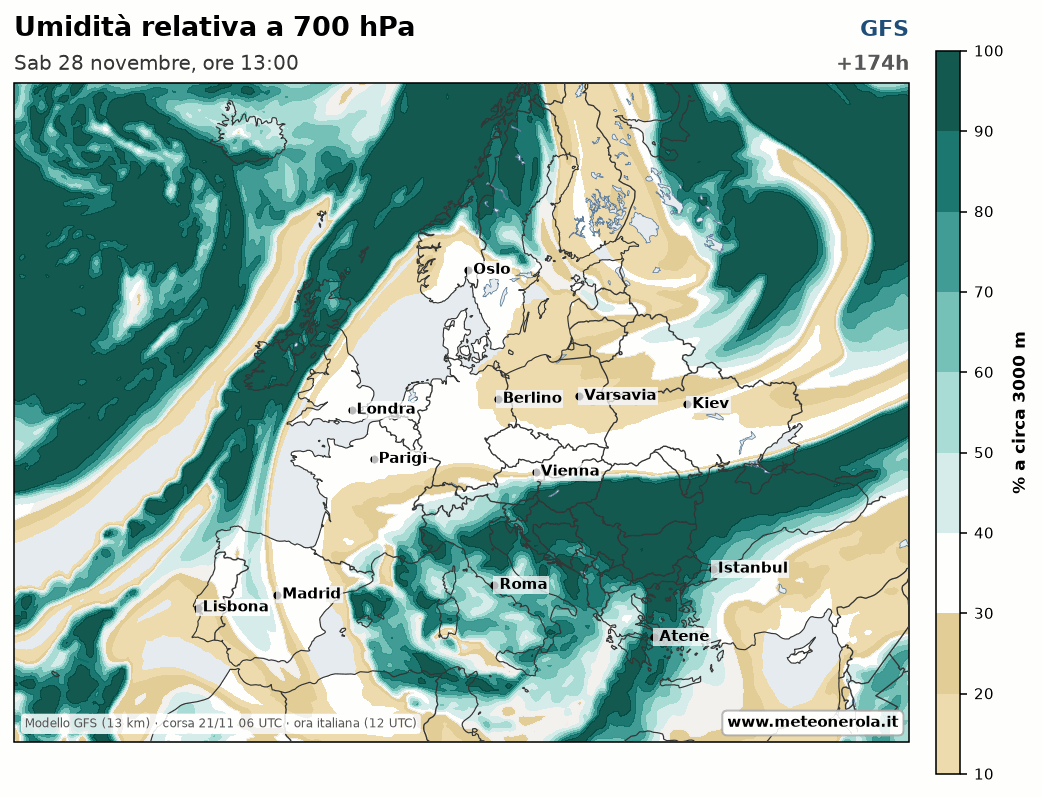 Umidità relativa a 700 hPa
GFS
Sab 28 novembre, ore 13:00
+174h
100
90
80
70
60
50
40
30
20
10
% a circa 3000 m
Oslo
Berlino
Varsavia
Kiev
Londra
Parigi
Vienna
Istanbul
Roma
Madrid
Lisbona
Atene
Modello GFS (13 km) · corsa 21/11 06 UTC · ora italiana (12 UTC)
www.meteonerola.it